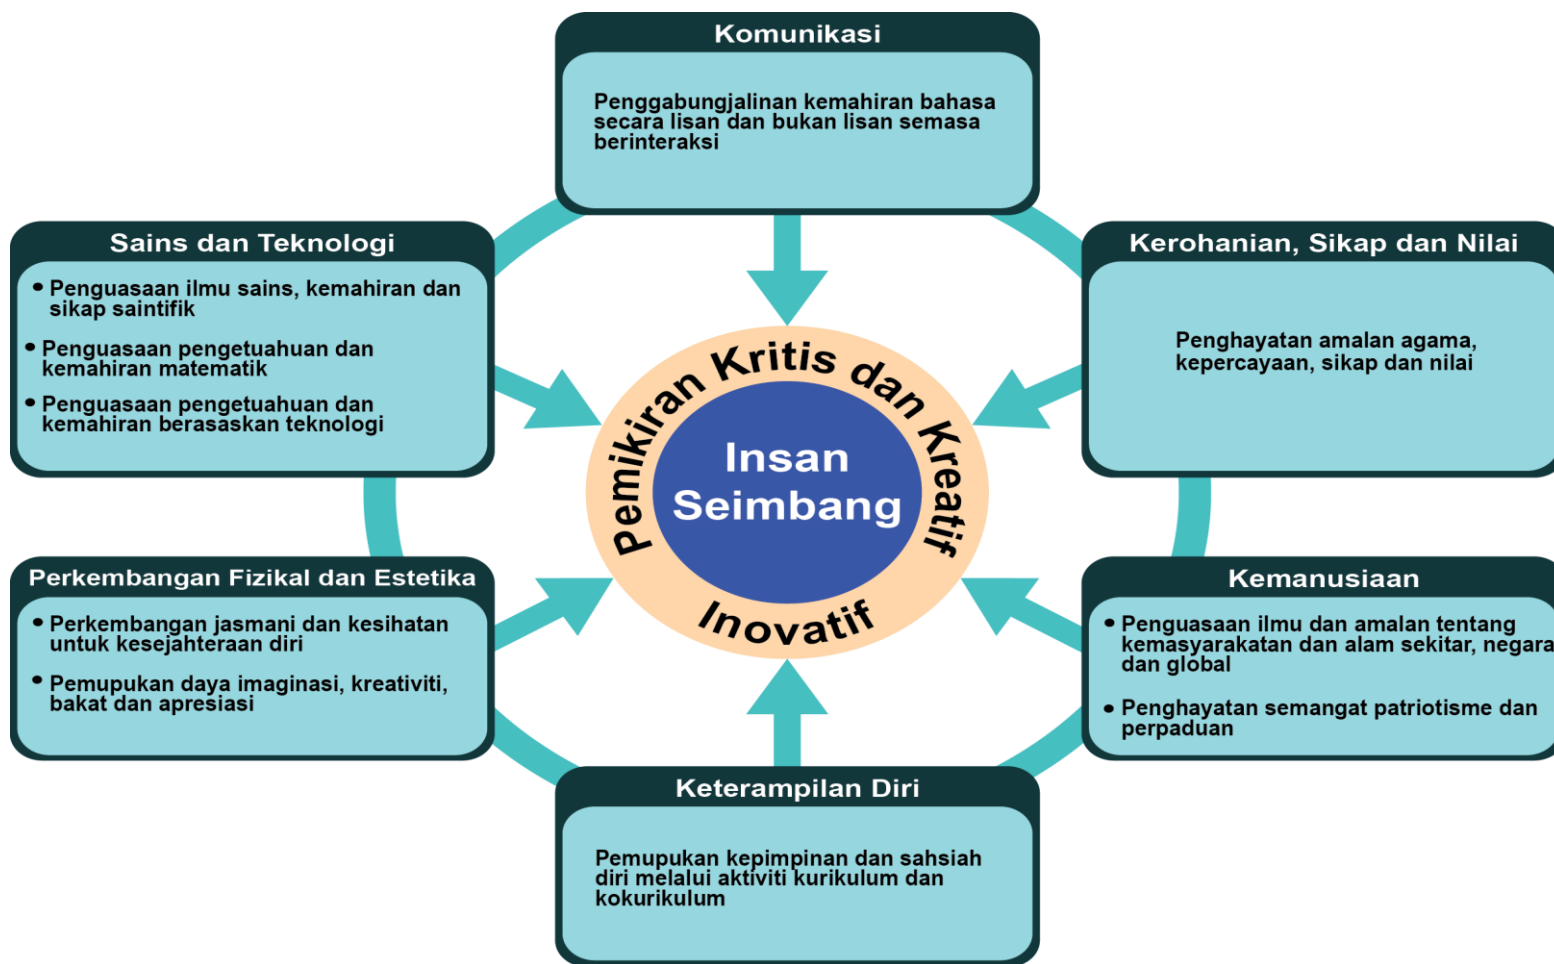 Komunikasi
Penggabungjalinan kemahiran bahasa
secara lisan dan bukan lisan semasa
berinteraksi
Sains dan Teknologi
• Penguasaan ilmu sains, kemahiran dan
sikap saintifik
• Penguasaan pengetuahuan dan
kemahiran matematik
• Penguasaan pengetuahuan dan
kemahiran berasaskan teknologi
Kerohanian, Sikap dan Nilai
Penghayatan amalan agama,
kepercayaan, sikap dan nilai
Pemikiran Kritis dan Kreatif
Insan
Seimbang
Inovatif
Perkembangan Fizikal dan Estetika
• Perkembangan jasmani dan kesihatan
untuk kesejahteraan diri
• Pemupukan daya imaginasi, kreativiti,
bakat dan apresiasi
Kemanusiaan
• Penguasaan ilmu dan amalan tentang
kemasyarakatan dan alam sekitar, negara
dan global
• Penghayatan semangat patriotisme dan
perpaduan
Keterampilan Diri
Pemupukan kepimpinan dan sahsiah
diri melalui aktiviti kurikulum dan
kokurikulum